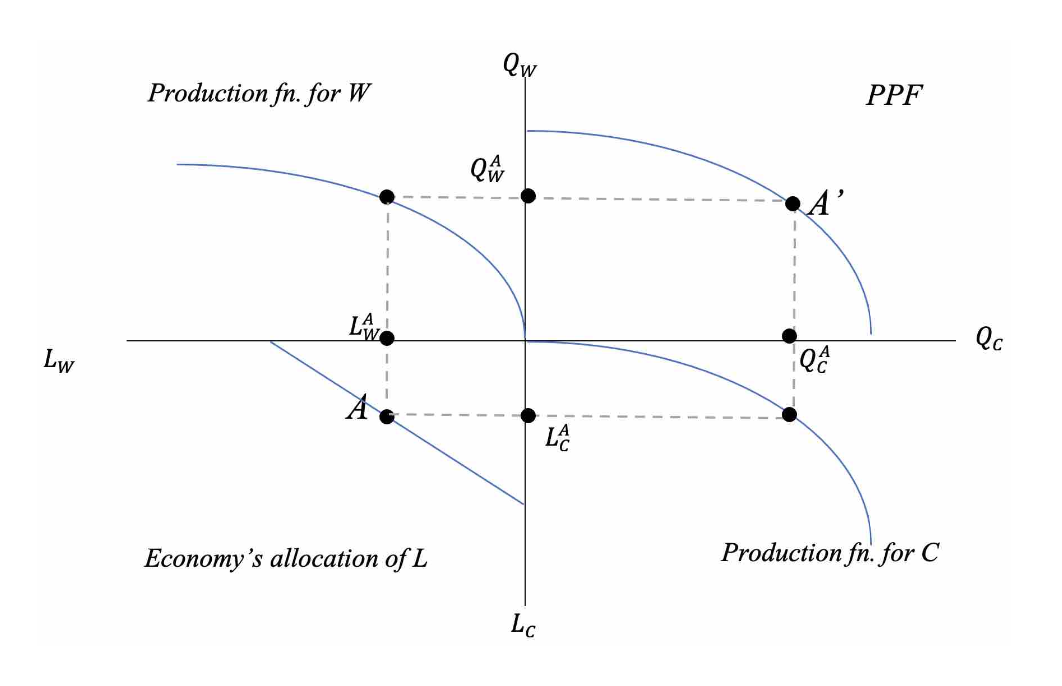 Q_W
Production fn. for W
PPF
Q_W^A
A’
L_W^A
Q_C
L_W
Q_C^A
A
L_C^A
Economy’s allocation of L
Production fn. for C
L_C